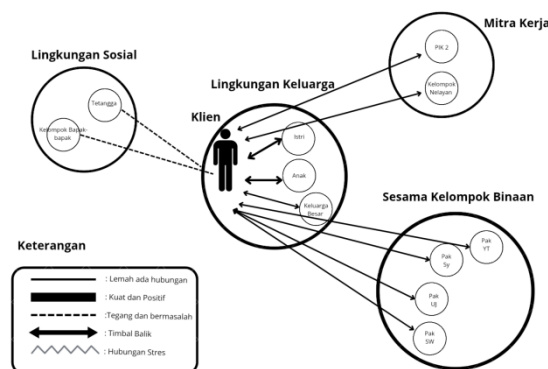 Mitra Kerja
PIK 2
Kelompok
Nelayan
Lingkungan Sosial
Tetangga
Kelompok Bapak-
bapak
Lingkungan Keluarga
Klien
Istri
Anak
Keluarga
Besar
Sesama Kelompok Binaan
Pak
YT
Pak
Sy
Pak
UJ
Pak
SW
Keterangan
: Lemah ada hubungan
: Kuat dan Positif
:Tegang dan bermasalah
: Timbal Balik
: Hubungan Stres